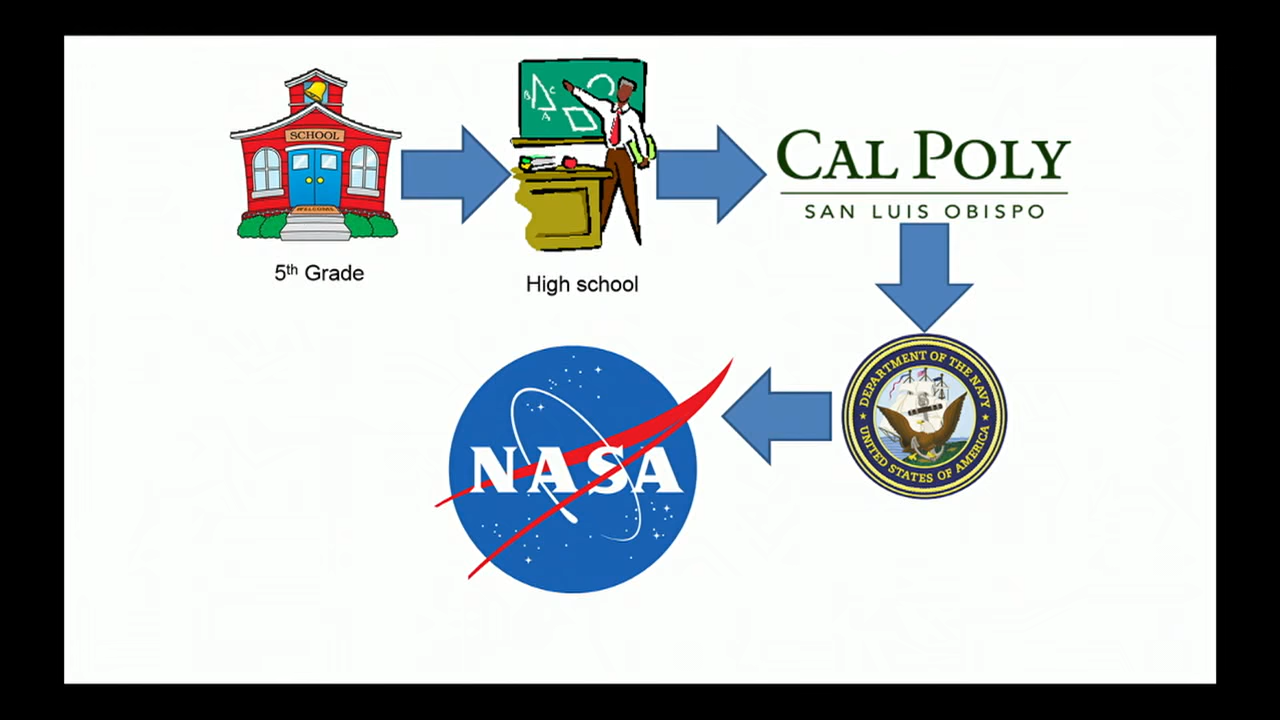 SCHOOL
WELCOME
B
C
A
5th Grade
High school
CAL POLY
SAN LUIS OBISPO
DEPARTMENT OF THE NAVY
UNITED STATES OF AMERICA
NASA